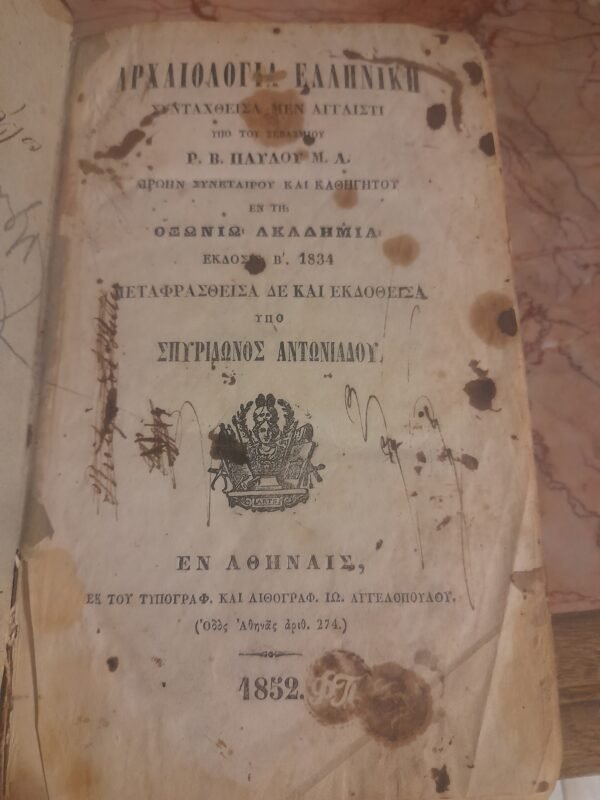 ΑΡΧΑΙΟΛΟΓΙΑ ΕΛΛΗΝΙΚΗ
ΣΥΝΤΑΧΘΕΙΣΑ ΜΕΝ ΑΓΓΛΙΣΤΙ
ΥΠΟ ΤΟΥ ΣΕΒΑΣΜΙΟΥ
Ρ. Β. ΠΑΥΛΟΥ Μ. Α.
ΠΡΩΗΝ ΣΥΝΕΤΑΙΡΟΥ ΚΑΙ ΚΑΘΗΓΗΤΟΥ
ΕΝ ΤΗ
ΟΞΩΝΙΩ ΑΚΑΔΗΜΙΑ
ΕΚΔΟΣΙΣ Β'. 1834
ΜΕΤΑΦΡΑΣΘΕΙΣΑ ΔΕ ΚΑΙ ΕΚΔΟΘΕΙΣΑ
ΥΠΟ
ΣΠΥΡΙΔΩΝΟΣ ΑΝΤΩΝΙΑΔΟΥ.
ΕΝ ΑΘΗΝΑΙΣ,
ΕΚ ΤΟΥ ΤΥΠΟΓΡΑΦ. ΚΑΙ ΛΙΘΟΓΡΑΦ. ΙΩ. ΑΓΓΕΛΟΠΟΥΛΟΥ.
(Ὁδὸς Ἀθηνᾶς ἀριθ. 274.)
1852.
ΦΠ